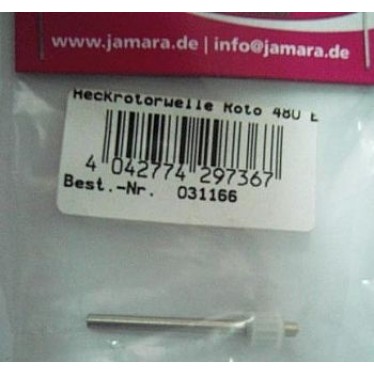 www.jamara.de | info@jamara.de
Heckrotorwelle Roto 480 E
4 042774 297367
Best.-Nr. 031166